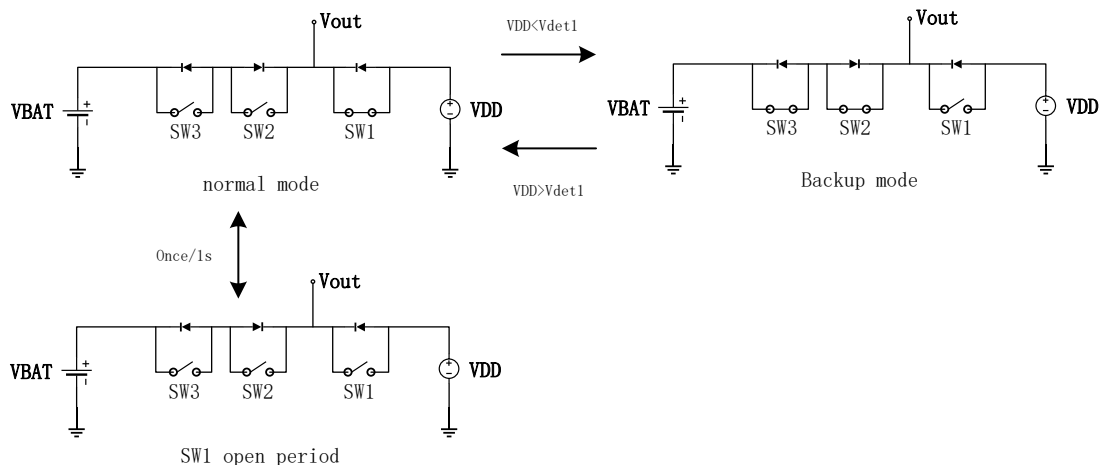 Vout
VBAT
+
-
SW3
SW2
SW1
+
-
VDD
normal mode
VDD<Vdet1
VDD>Vdet1
Vout
VBAT
+
-
SW3
SW2
SW1
+
-
VDD
Backup mode
Once/1s
Vout
VBAT
+
-
SW3
SW2
SW1
+
-
VDD
SW1 open period